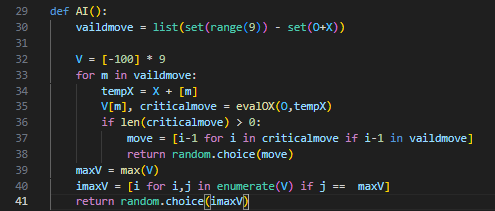 29 def AI():
30     vaildmove = list(set(range(9)) - set(O+X))
31
32     V = [-100] * 9
33     for m in vaildmove:
34         tempX = X + [m]
35         V[m], criticalmove = evalOX(O,tempX)
36         if len(criticalmove) > 0:
37             move = [i-1 for i in criticalmove if i-1 in vaildmove]
38             return random.choice(move)
39     maxV = max(V)
40     imaxV = [i for i,j in enumerate(V) if j ==  maxV]
41     return random.choice(imaxV)